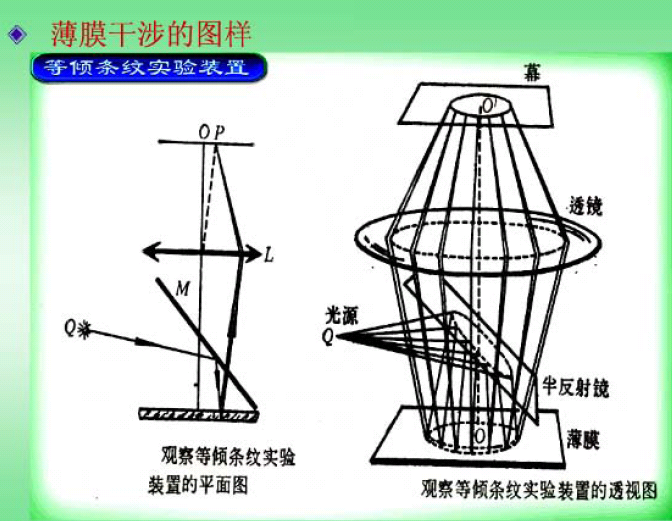 薄膜干涉的图样
等倾条纹实验装置
幕
O P
O'
透镜
L
M
光源
Q
Q
半反射镜
O
薄膜
观察等倾条纹实验
装置的平面图
观察等倾条纹实验装置的透视图